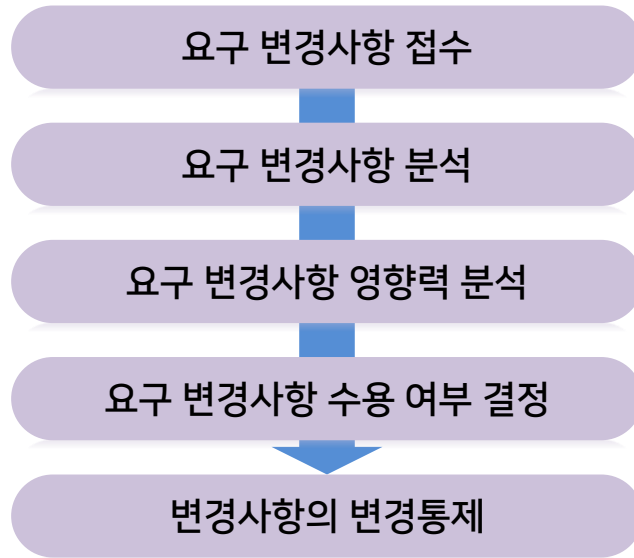 요구 변경사항 접수
요구 변경사항 분석
요구 변경사항 영향력 분석
요구 변경사항 수용 여부 결정
변경사항의 변경통제